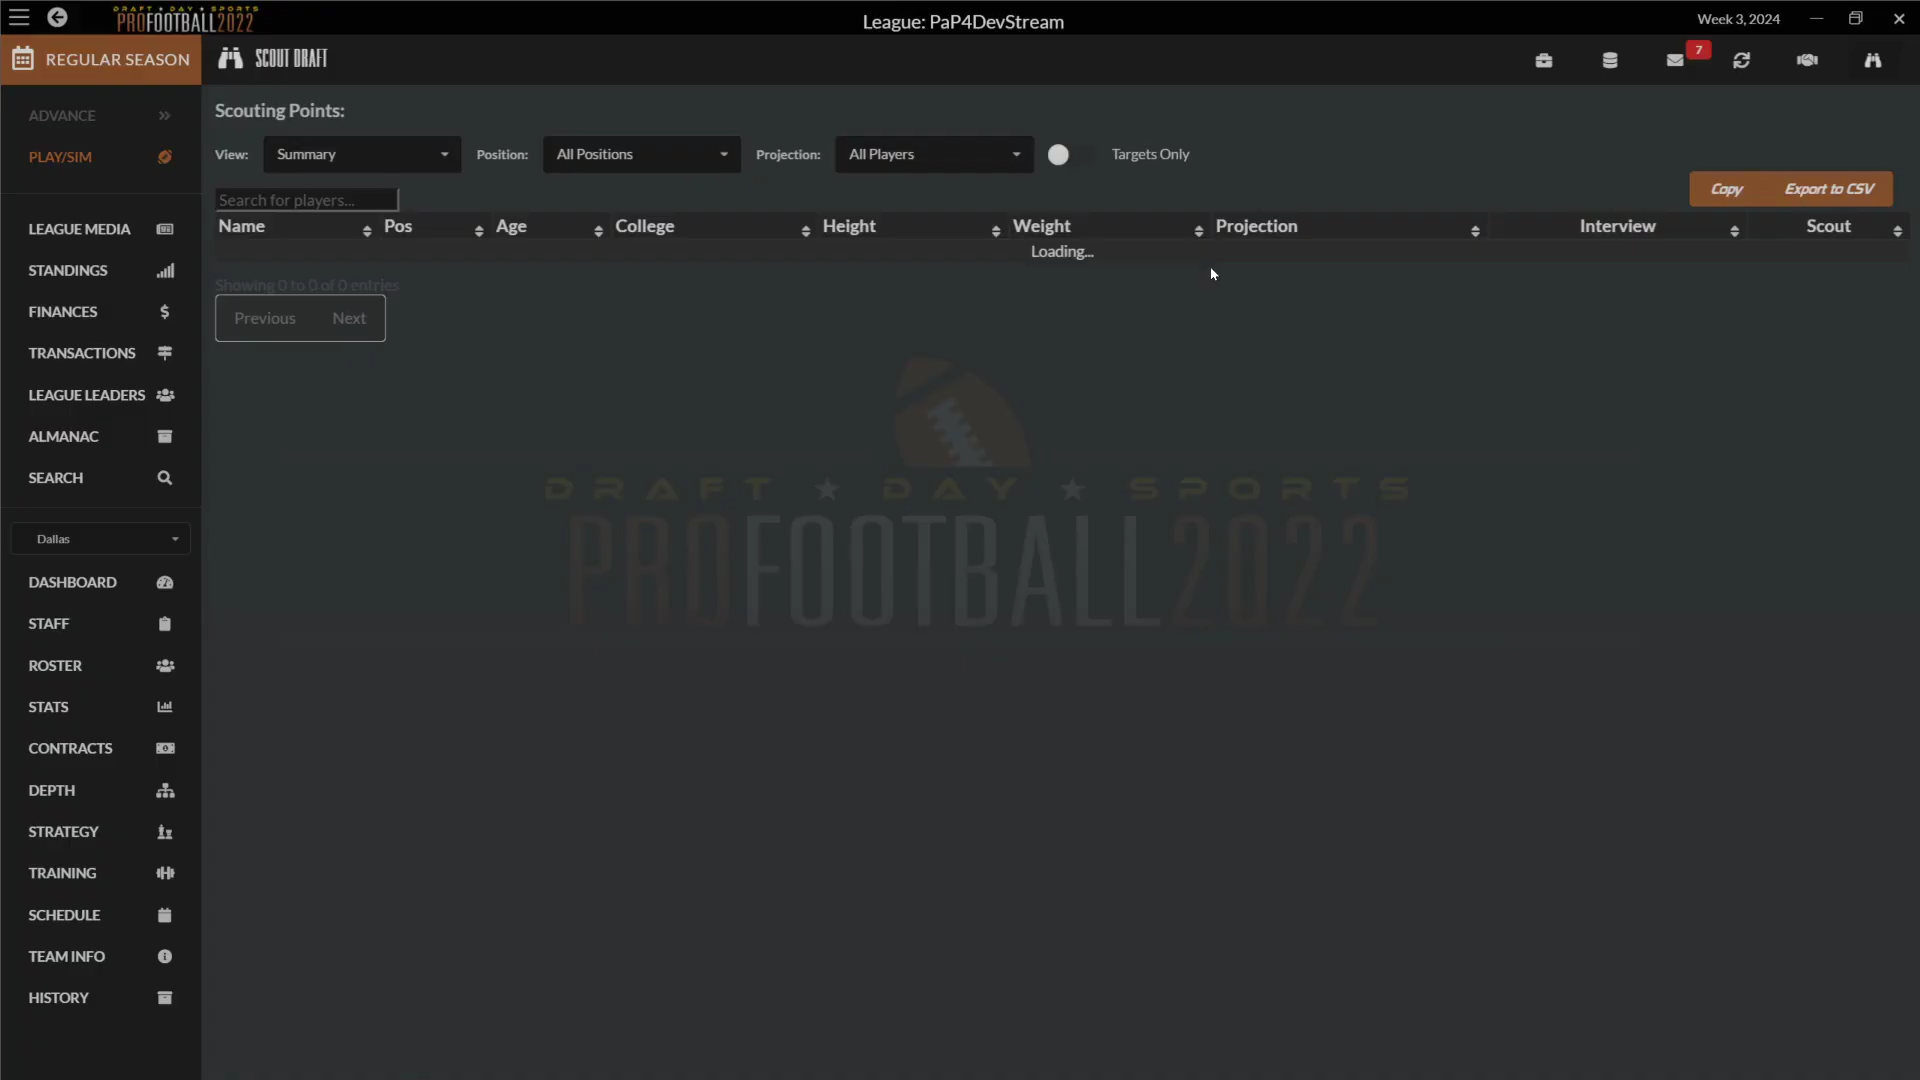 DRAFT ★ DAY ★ SPORTS
PROFOOTBALL2022
League: PaP4DevStream
Week 3, 2024
REGULAR SEASON
SCOUT DRAFT
7
ADVANCE
PLAY/SIM
LEAGUE MEDIA
STANDINGS
FINANCES
TRANSACTIONS
LEAGUE LEADERS
ALMANAC
SEARCH
Dallas
DASHBOARD
STAFF
ROSTER
STATS
CONTRACTS
DEPTH
STRATEGY
TRAINING
SCHEDULE
TEAM INFO
HISTORY
Scouting Points:
View: Summary Position: All Positions Projection: All Players Targets Only
Copy Export to CSV
Search for players...
Name Pos Age College Height Weight Projection Interview Scout
Loading...
Showing 0 to 0 of 0 entries
Previous Next
DRAFT ★ DAY ★ SPORTS
PROFOOTBALL2022